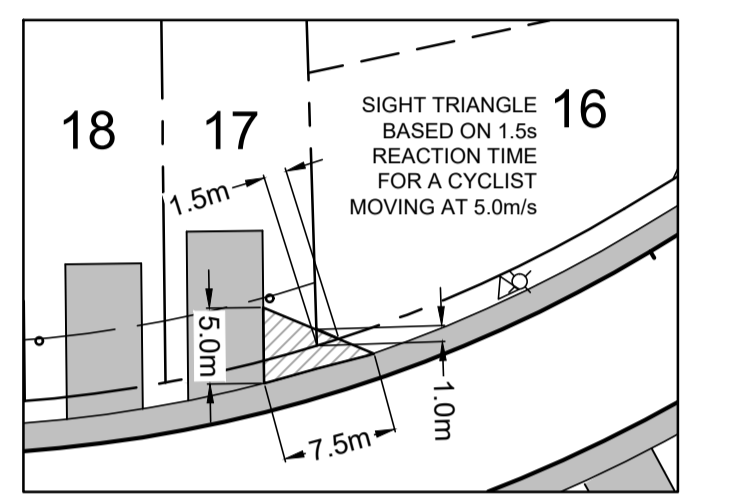 18
17
16
SIGHT TRIANGLE
BASED ON 1.5s
REACTION TIME
FOR A CYCLIST
MOVING AT 5.0m/s
1.5m
5.0m
1.0m
7.5m